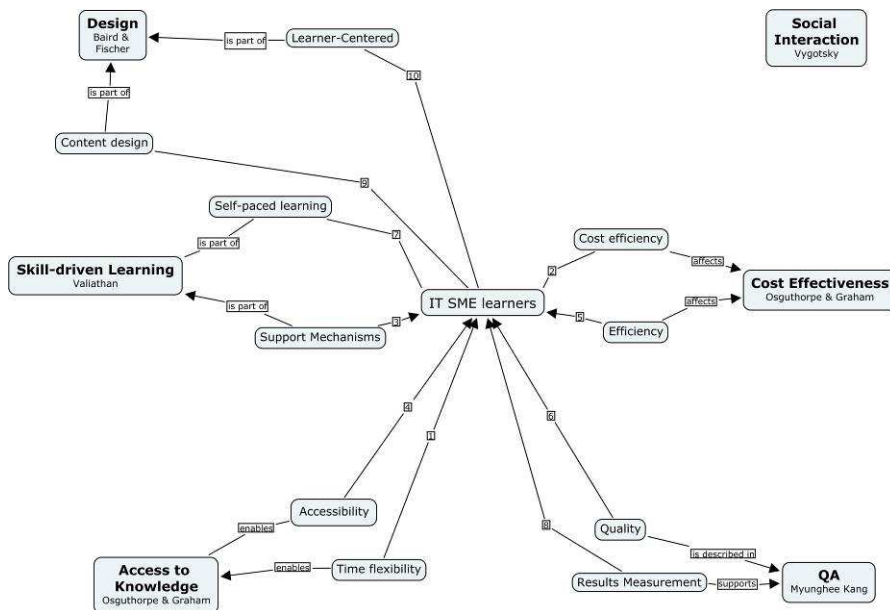 Design
Baird &
Fischer
is part of
Learner-Centered
Social
Interaction
Vygotsky
10
is part of
Content design
9
Self-paced learning
7
is part of
Skill-driven Learning
Valiathan
is part of
Support Mechanisms
3
IT SME learners
Cost efficiency
2
affects
Cost Effectiveness
Osguthorpe & Graham
affects
5
Efficiency
4
1
6
8
Accessibility
enables
Access to
Knowledge
Osguthorpe & Graham
enables
Time flexibility
Quality
is described in
Results Measurement
supports
QA
Myunghee Kang